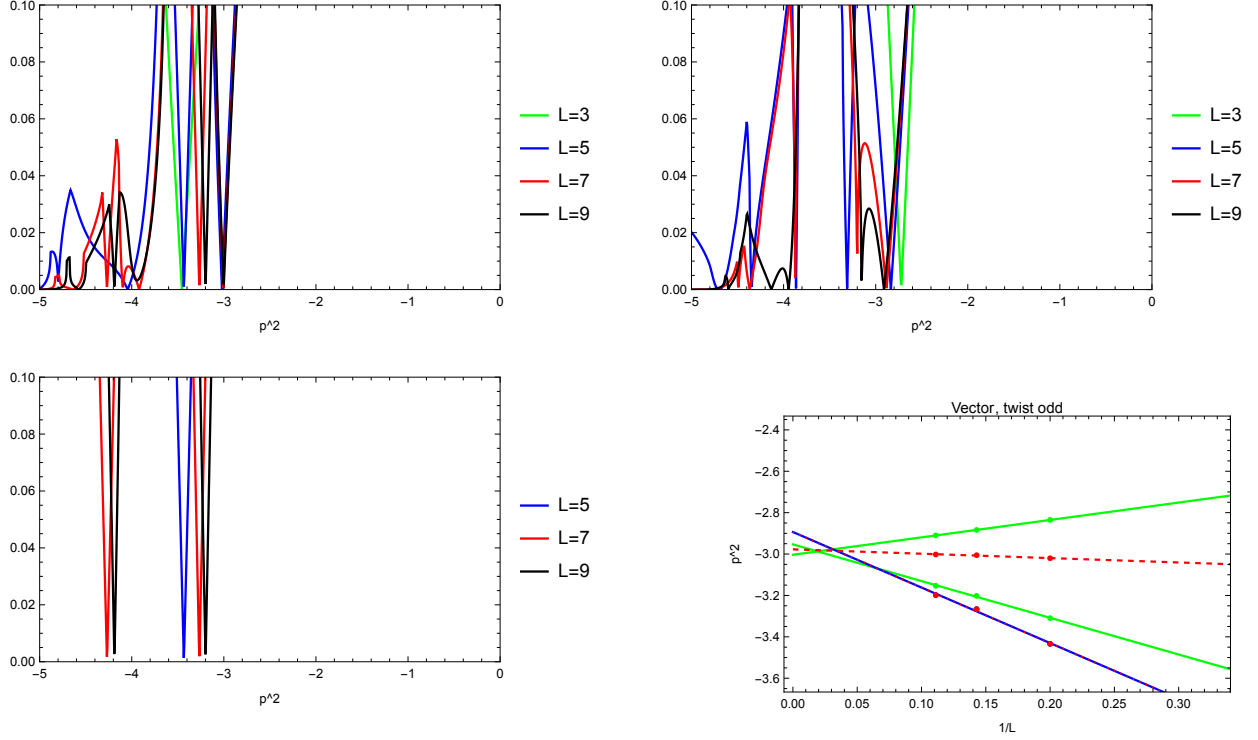 0.10
0.08
0.06
0.04
0.02
0.00
−5 −4 −3 −2 −1 0
p^2
L=3
L=5
L=7
L=9
0.10
0.08
0.06
0.04
0.02
0.00
−5 −4 −3 −2 −1 0
p^2
L=3
L=5
L=7
L=9
0.10
0.08
0.06
0.04
0.02
0.00
−5 −4 −3 −2 −1 0
p^2
L=5
L=7
L=9
Vector, twist odd
−2.4
−2.6
−2.8
−3.0
−3.2
−3.4
−3.6
p^2
0.00 0.05 0.10 0.15 0.20 0.25 0.30
1/L